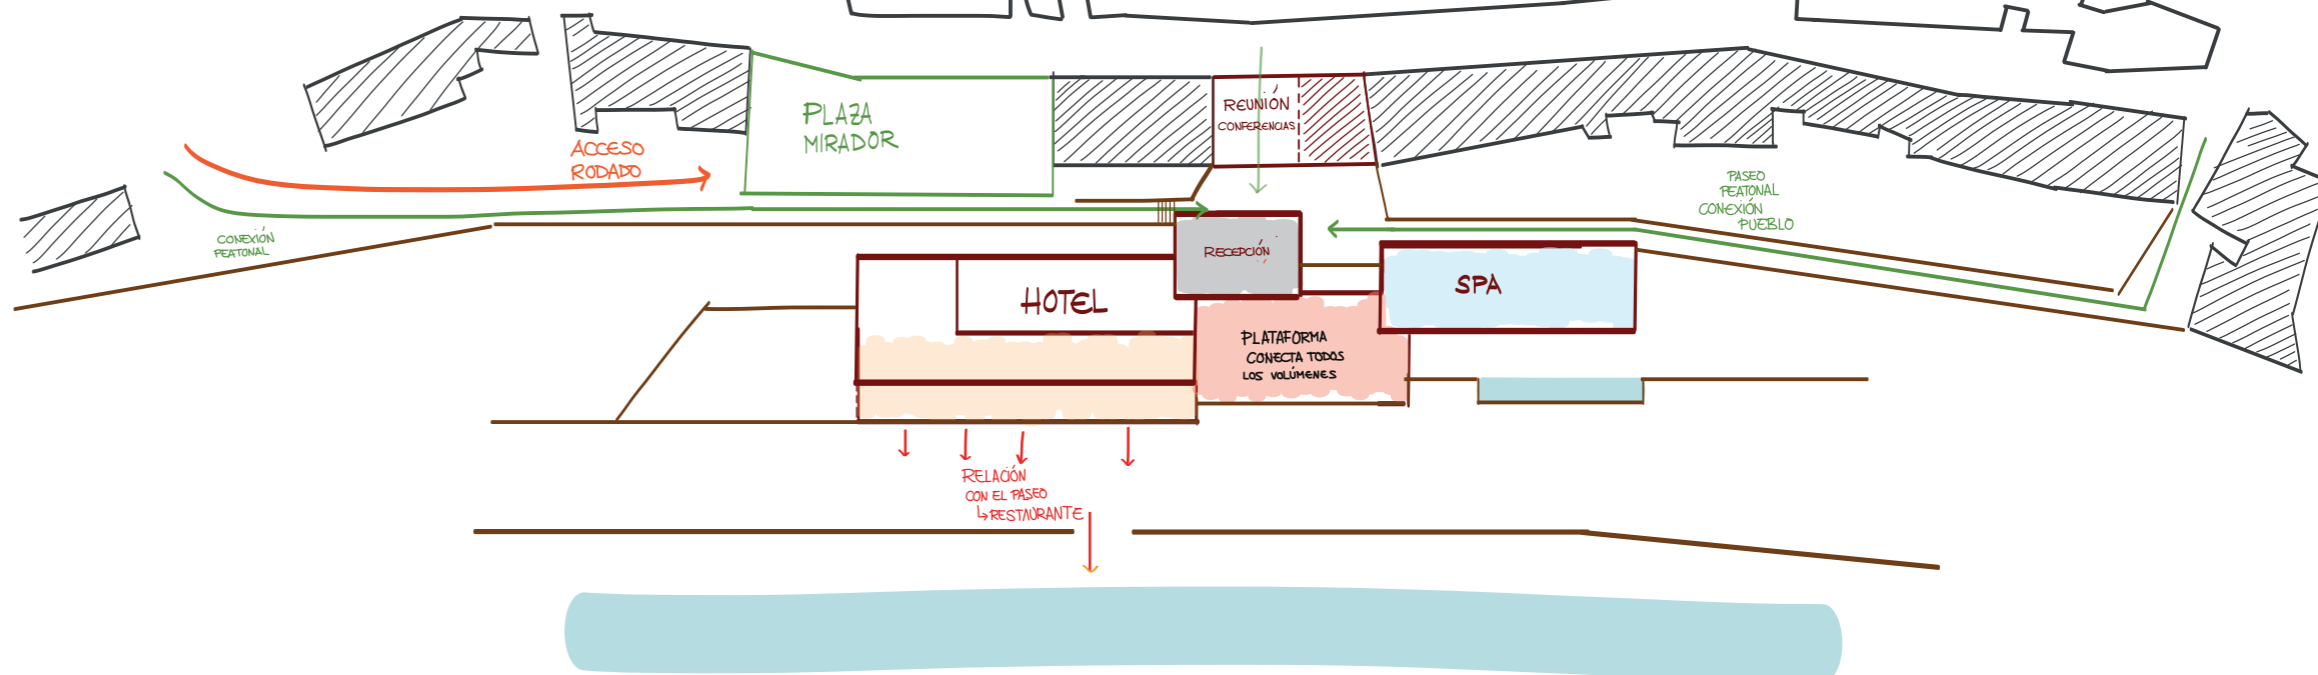 PLAZA
MIRADOR
REUNIÓN
CONFERENCIAS
ACCESO
RODADO
PASEO
PEATONAL
CONEXIÓN
PUEBLO
CONEXIÓN
PEATONAL
RECEPCIÓN
HOTEL
SPA
PLATAFORMA
CONECTA TODOS
LOS VOLÚMENES
RELACIÓN
CON EL PASEO
↳RESTAURANTE